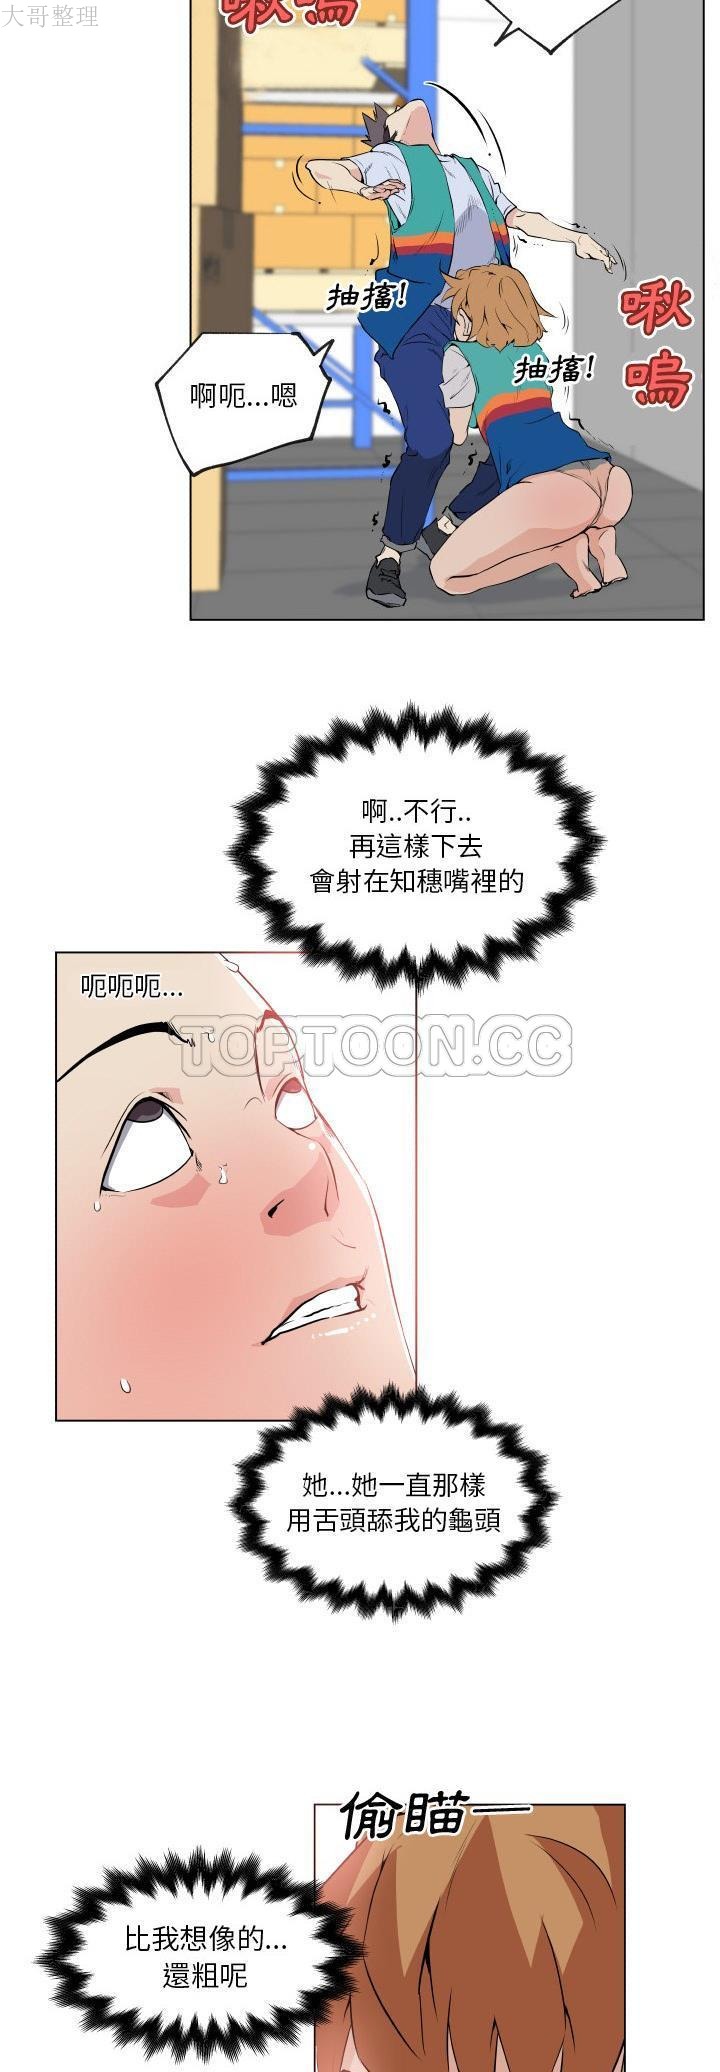 大哥整理
啾嗚
抽搐!
啾
嗚
抽搐!
啊呃...嗯
啊..不行..
再這樣下去
會射在知穗嘴裡的
呃呃呃...
TOPTOON.CC
她...她一直那樣
用舌頭舔我的龜頭
偷瞄一
比我想像的...
還粗呢